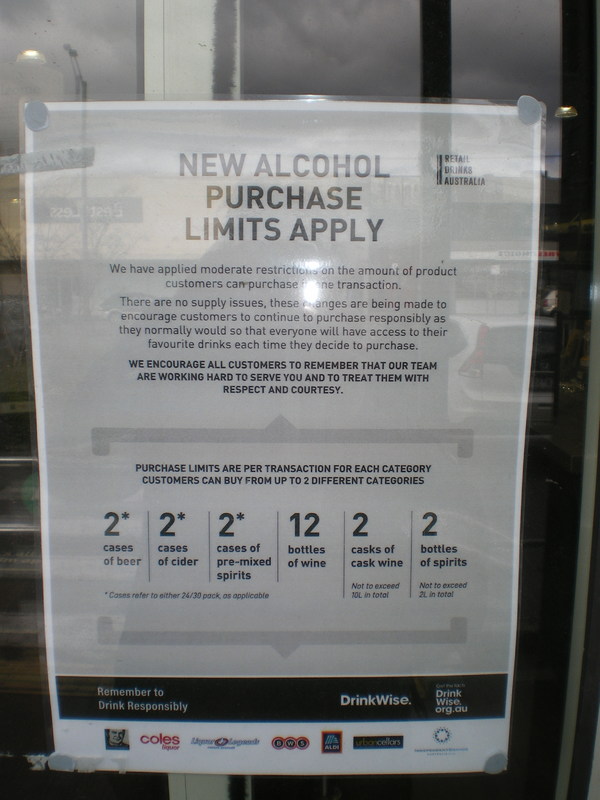 NEW ALCOHOL
PURCHASE
LIMITS APPLY
RETAIL
DRINKS
AUSTRALIA
We have applied moderate restrictions on the amount of product
customers can purchase in one transaction.
There are no supply issues, these changes are being made to
encourage customers to continue to purchase responsibly as
they normally would so that everyone will have access to their
favourite drinks each time they decide to purchase.
WE ENCOURAGE ALL CUSTOMERS TO REMEMBER THAT OUR TEAM
ARE WORKING HARD TO SERVE YOU AND TO TREAT THEM WITH
RESPECT AND COURTESY.
PURCHASE LIMITS ARE PER TRANSACTION FOR EACH CATEGORY
CUSTOMERS CAN BUY FROM UP TO 2 DIFFERENT CATEGORIES
2*
cases
of beer
2*
cases
of cider
2*
cases of
pre-mixed
spirits
12
bottles
of wine
2
casks of
cask wine
Not to exceed
10L in total
2
bottles
of spirits
Not to exceed
2L in total
* Cases refer to either 24/30 pack, as applicable
Remember to
Drink Responsibly
DrinkWise.
Drink
Wise.
org.au
coles
liquor
Liquor Legends
BWS
ALDI
urbancellars